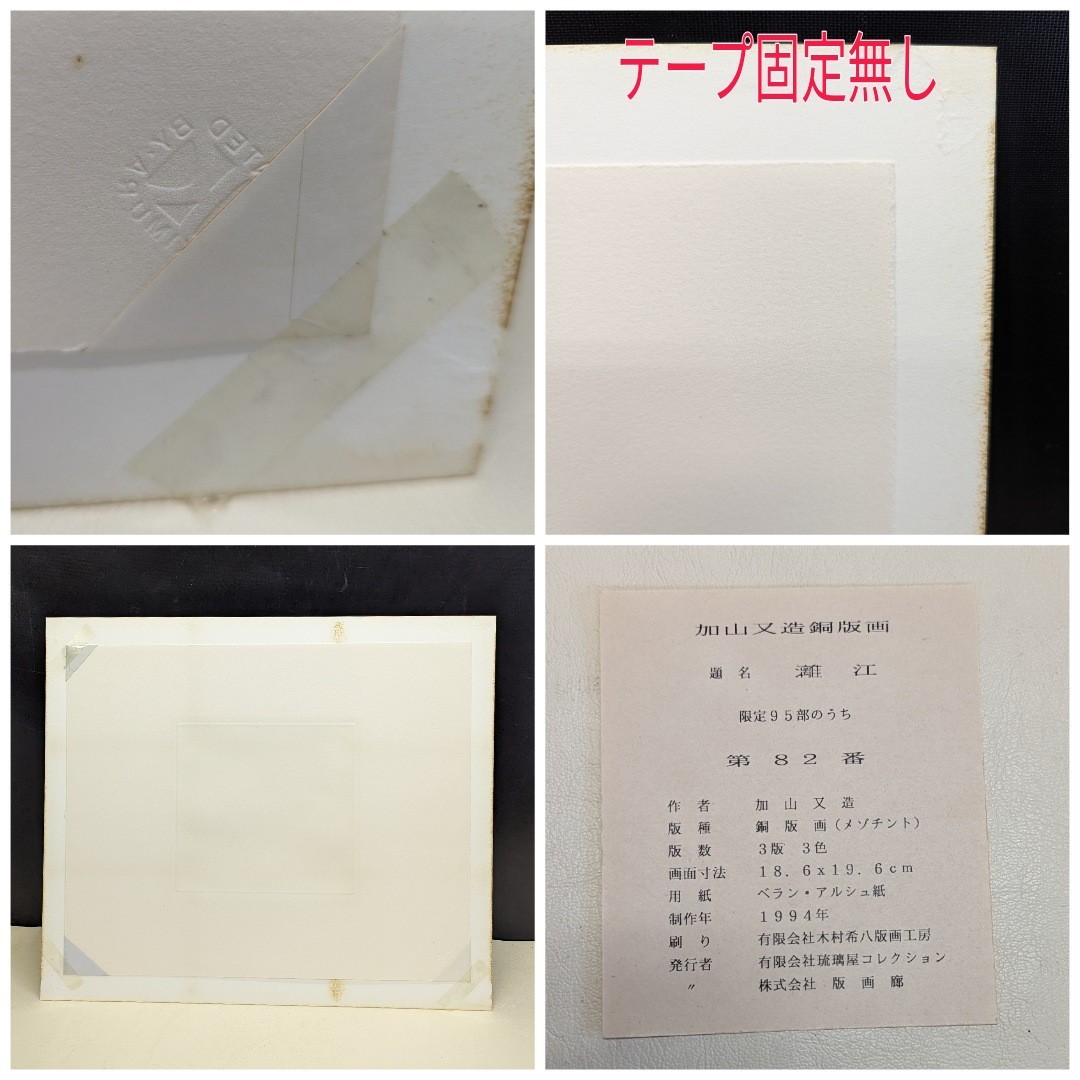 テープ固定無し
加山又造銅版画
題名 灕江
限定95部のうち
第 82 番
作者 加山又造
版種 銅版画(メゾチント)
版数 3版 3色
画面寸法 18.6x19.6cm
用紙 ベラン・アルシュ紙
制作年 1994年
刷り 有限会社木村希八版画工房
発行者 有限会社琉璃屋コレクション
〃 株式会社 版画廊